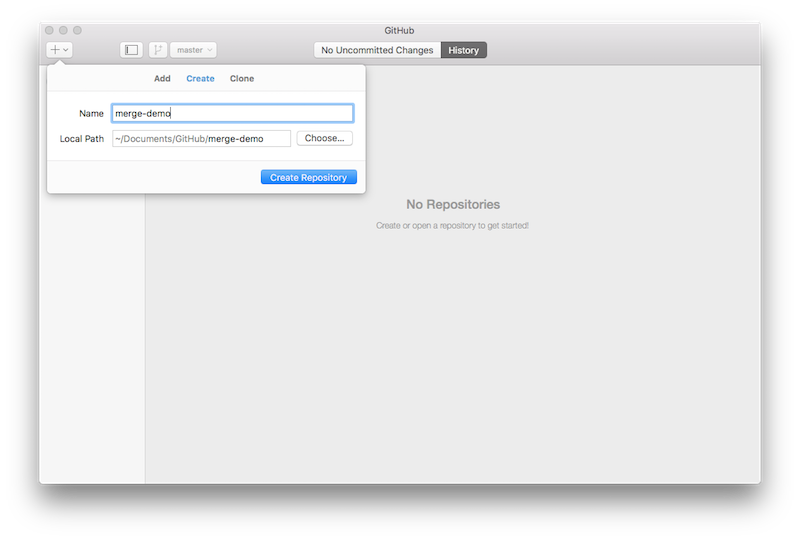 GitHub
master
No Uncommitted Changes
History
Add
Create
Clone
Name
merge-demo
Local Path
~/Documents/GitHub/merge-demo
Choose...
Create Repository
No Repositories
Create or open a repository to get started!